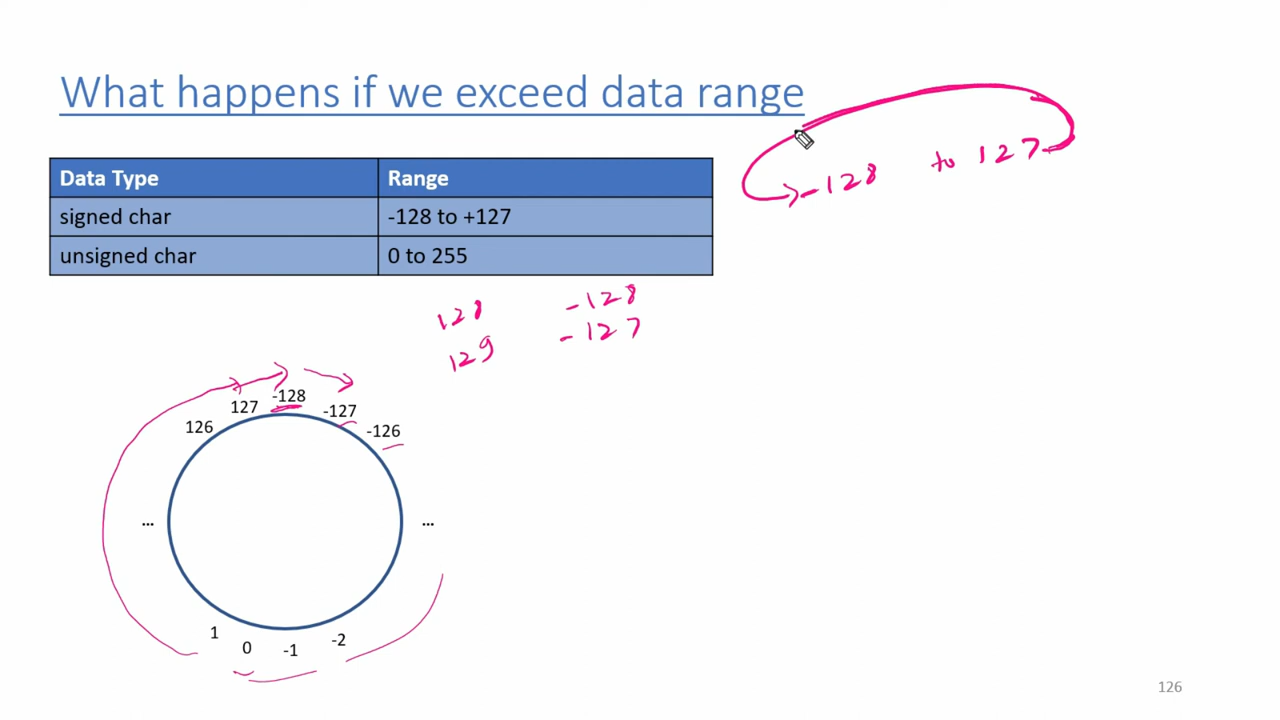 What happens if we exceed data range
-128 to 127
Data Type Range
signed char -128 to +127
unsigned char 0 to 255
128 -128
129 -127
-128
127 -127
126 -126
... ...
1 -2
0 -1
126